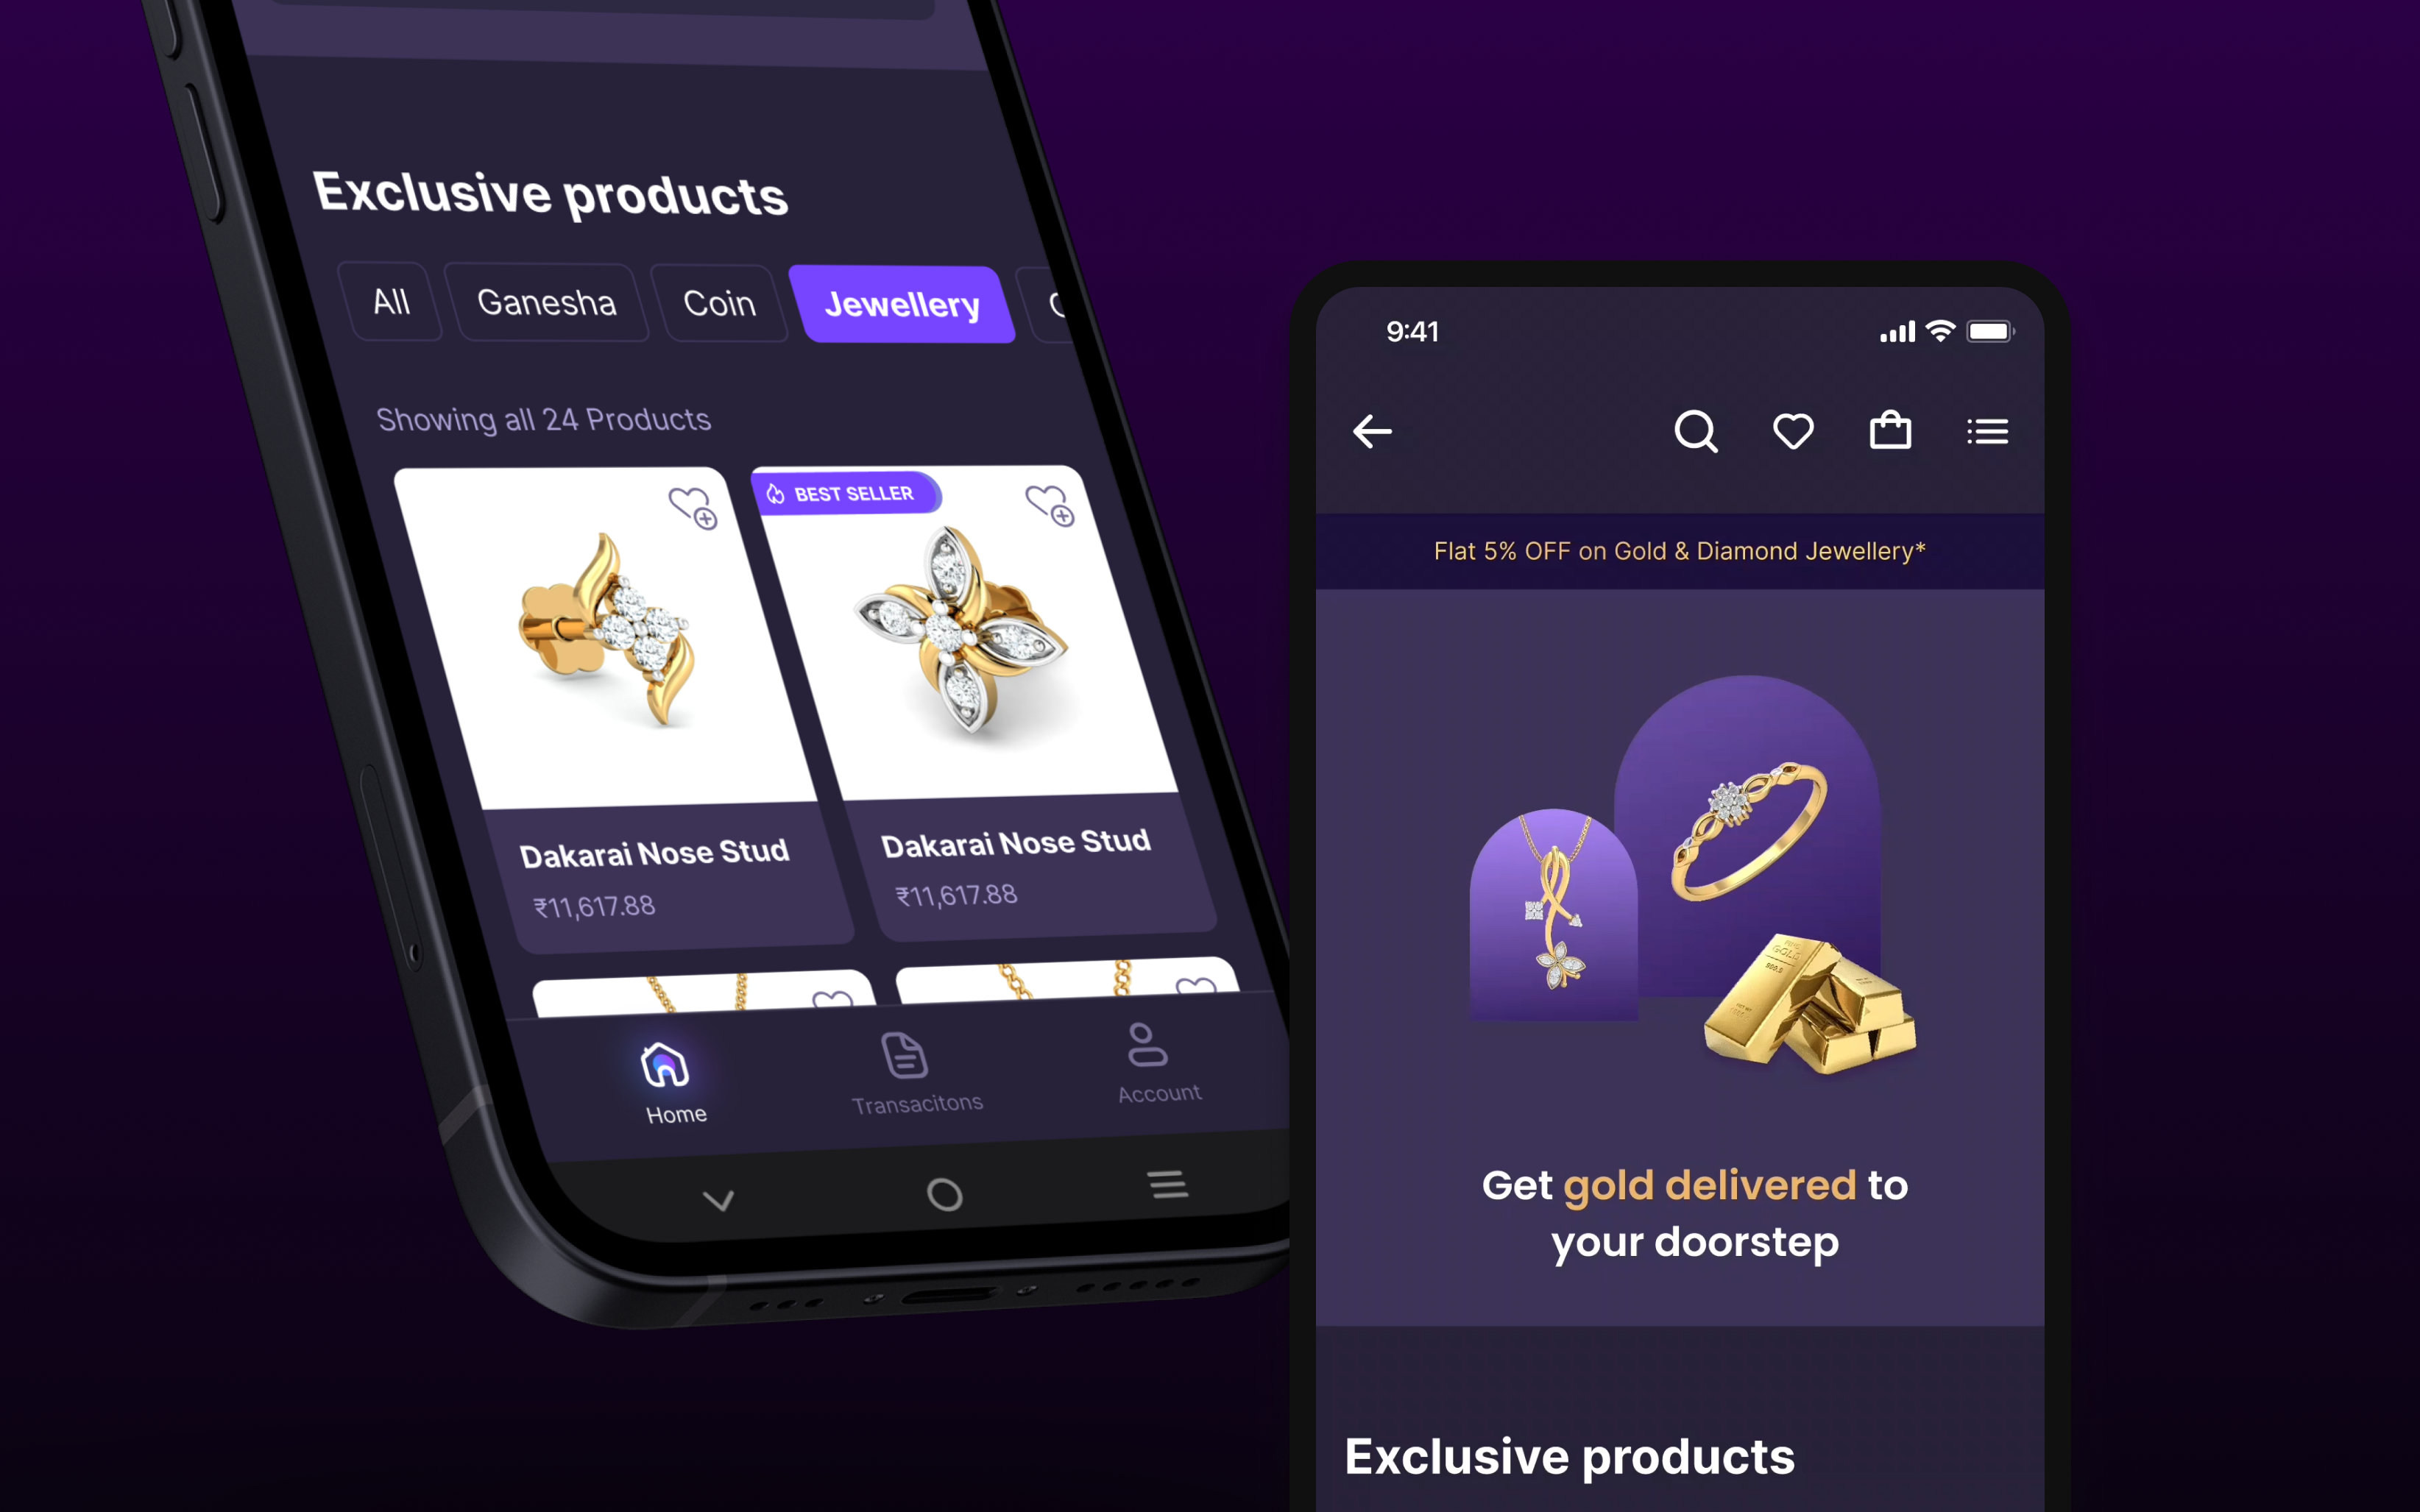 Exclusive products
All
Ganesha
Coin
Jewellery
Showing all 24 Products
BEST SELLER
Dakarai Nose Stud
₹11,617.88
Dakarai Nose Stud
₹11,617.88
Home
Transacitons
Account
9:41
Flat 5% OFF on Gold & Diamond Jewellery*
GOLD
Get gold delivered to
your doorstep
Exclusive products